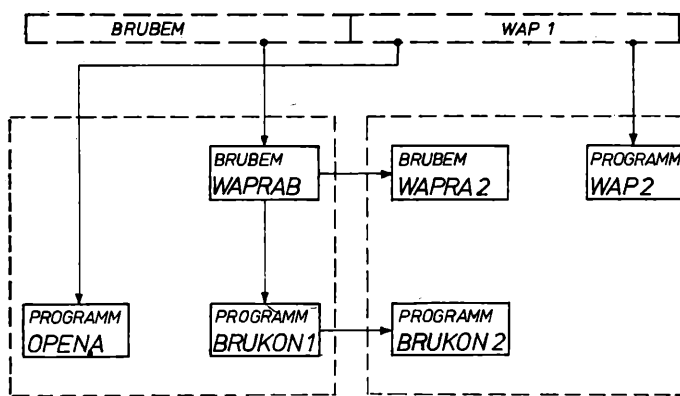 BRUBEM
WAP 1
BRUBEM
WAPRAB
BRUBEM
WAPRA 2
PROGRAMM
WAP 2
PROGRAMM
OPENA
PROGRAMM
BRUKON 1
PROGRAMM
BRUKON 2